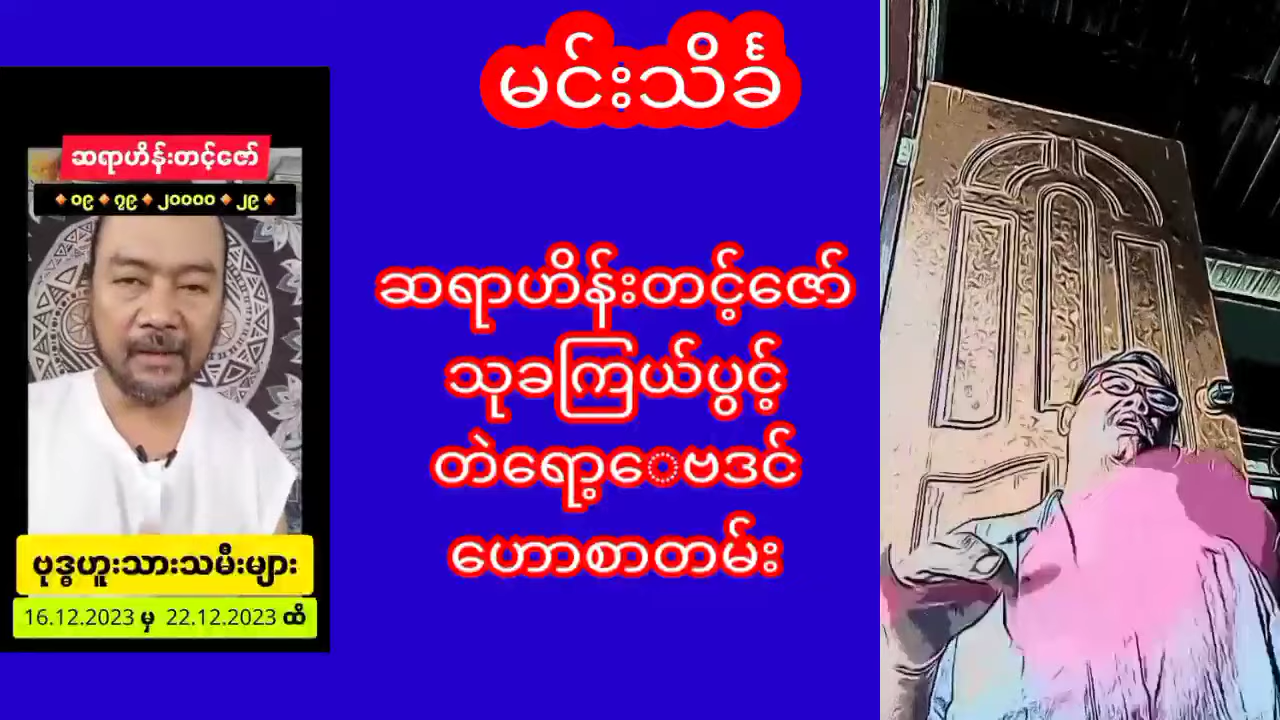 မင်းသိင်္ခ
ဆရာဟိန်းတင့်ဇော်
🔸၀၉🔸၇၉🔸၂၀၀၀၀🔸၂၉🔸
ဗုဒ္ဓဟူးသားသမီးများ
16.12.2023 မှ 22.12.2023 ထိ
ဆရာဟိန်းတင့်ဇော်
သုခကြယ်ပွင့်
တဲရော့ေဗဒင်
ဟောစာတမ်း